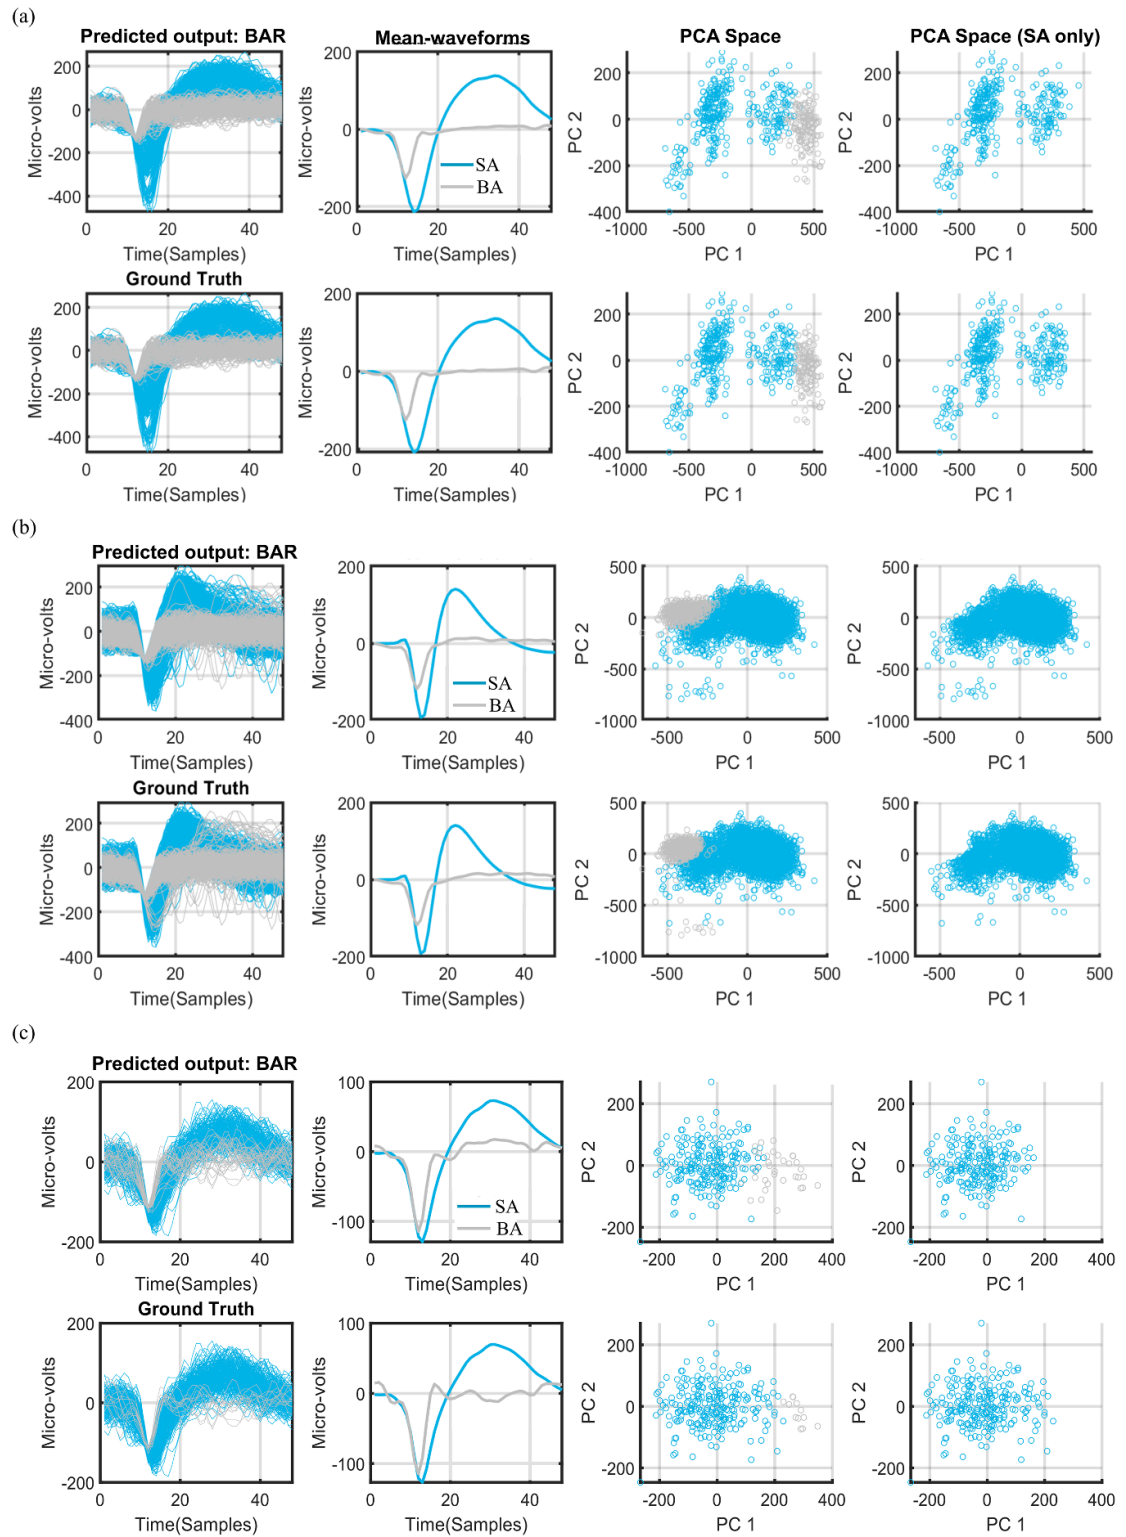 (a)
Predicted output: BAR
Mean-waveforms
PCA Space
PCA Space (SA only)
Micro-volts
200
0
-200
-400
0
20
40
Time(Samples)
Micro-volts
200
0
-200
0
20
40
SA
BA
Time(Samples)
PC 2
200
0
-200
-400
-1000
-500
0
500
PC 1
PC 2
200
0
-200
-400
-1000
-500
0
500
PC 1
Ground Truth
Micro-volts
200
0
-200
-400
0
20
40
Time(Samples)
Micro-volts
200
0
-200
0
20
40
Time(Samples)
PC 2
200
0
-200
-400
-1000
-500
0
500
PC 1
PC 2
200
0
-200
-400
-1000
-500
0
500
PC 1
(b)
Predicted output: BAR
Micro-volts
200
0
-200
-400
0
20
40
Time(Samples)
Micro-volts
200
0
-200
0
20
40
SA
BA
Time(Samples)
PC 2
500
0
-500
-1000
-500
0
500
PC 1
PC 2
500
0
-500
-1000
-500
0
500
PC 1
Ground Truth
Micro-volts
200
0
-200
-400
0
20
40
Time(Samples)
Micro-volts
200
0
-200
0
20
40
Time(Samples)
PC 2
500
0
-500
-1000
-500
0
500
PC 1
PC 2
500
0
-500
-1000
-500
0
500
PC 1
(c)
Predicted output: BAR
Micro-volts
200
0
-200
0
20
40
Time(Samples)
Micro-volts
100
0
-100
0
20
40
SA
BA
Time(Samples)
PC 2
200
0
-200
-200
0
200
400
PC 1
PC 2
200
0
-200
-200
0
200
400
PC 1
Ground Truth
Micro-volts
200
0
-200
0
20
40
Time(Samples)
Micro-volts
100
0
-100
0
20
40
Time(Samples)
PC 2
200
0
-200
-200
0
200
400
PC 1
PC 2
200
0
-200
-200
0
200
400
PC 1